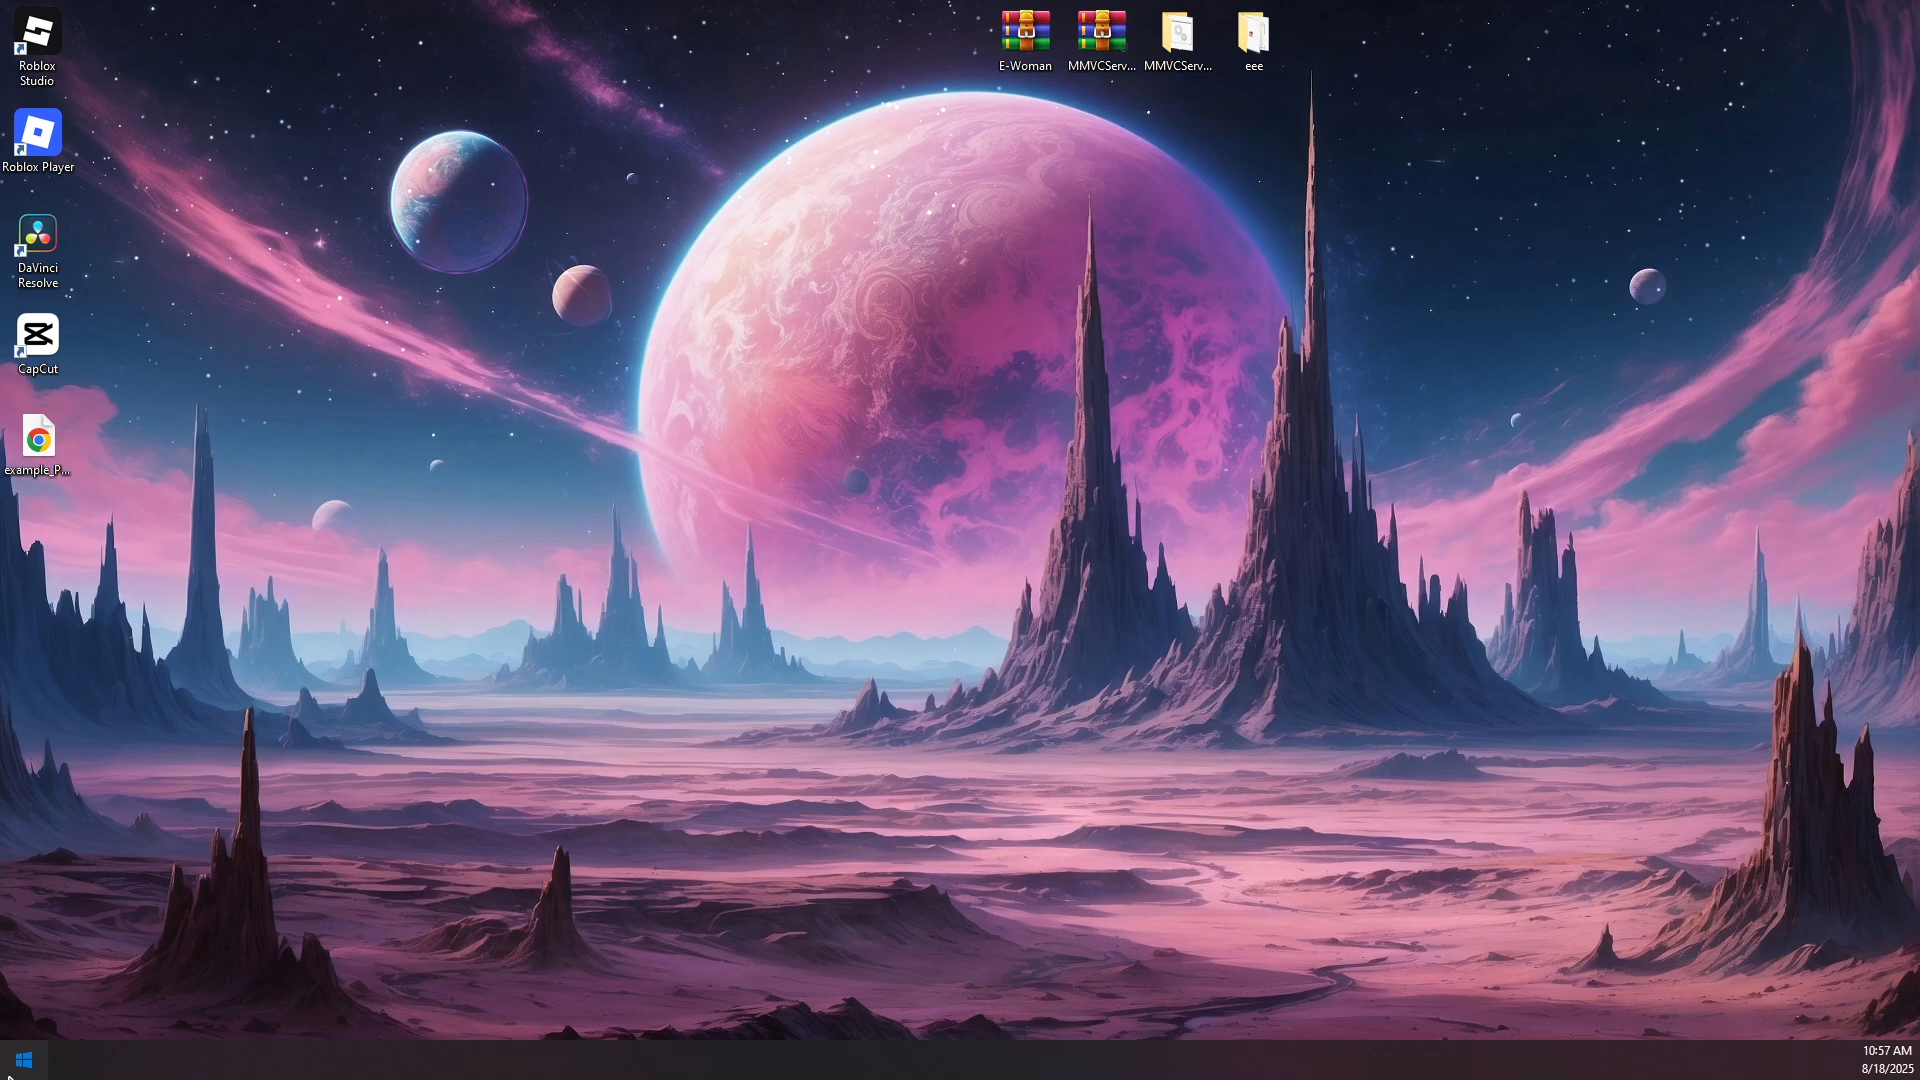 Roblox
Studio
Roblox Player
DaVinci
Resolve
CapCut
example_P...
E-Woman
MMVCServ...
MMVCServ...
eee
10:57 AM
8/18/2025